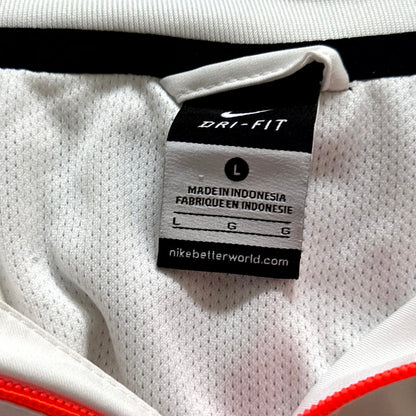 DRI-FIT
L
MADE IN INDONESIA
FABRIQUE EN INDONESIE
L G G
nikebetterworld.com